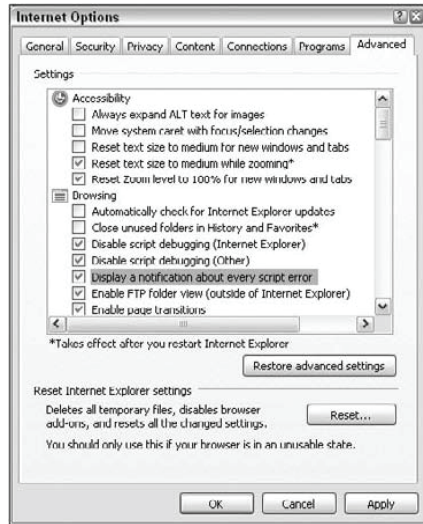 Internet Options
General Security Privacy Content Connections Programs Advanced
Settings
Accessibility
Always expand ALT text for images
Move system caret with focus/selection changes
Reset text size to medium for new windows and tabs
Reset text size to medium while zooming*
Reset Zoom level to 100% for new windows and tabs
Browsing
Automatically check for Internet Explorer updates
Close unused folders in History and Favorites*
Disable script debugging (Internet Explorer)
Disable script debugging (Other)
Display a notification about every script error
Enable FTP folder view (outside of Internet Explorer)
Enable page transitions
*Takes effect after you restart Internet Explorer
Restore advanced settings
Reset Internet Explorer settings
Deletes all temporary files, disables browser
add-ons, and resets all the changed settings.
Reset...
You should only use this if your browser is in an unusable state.
OK Cancel Apply